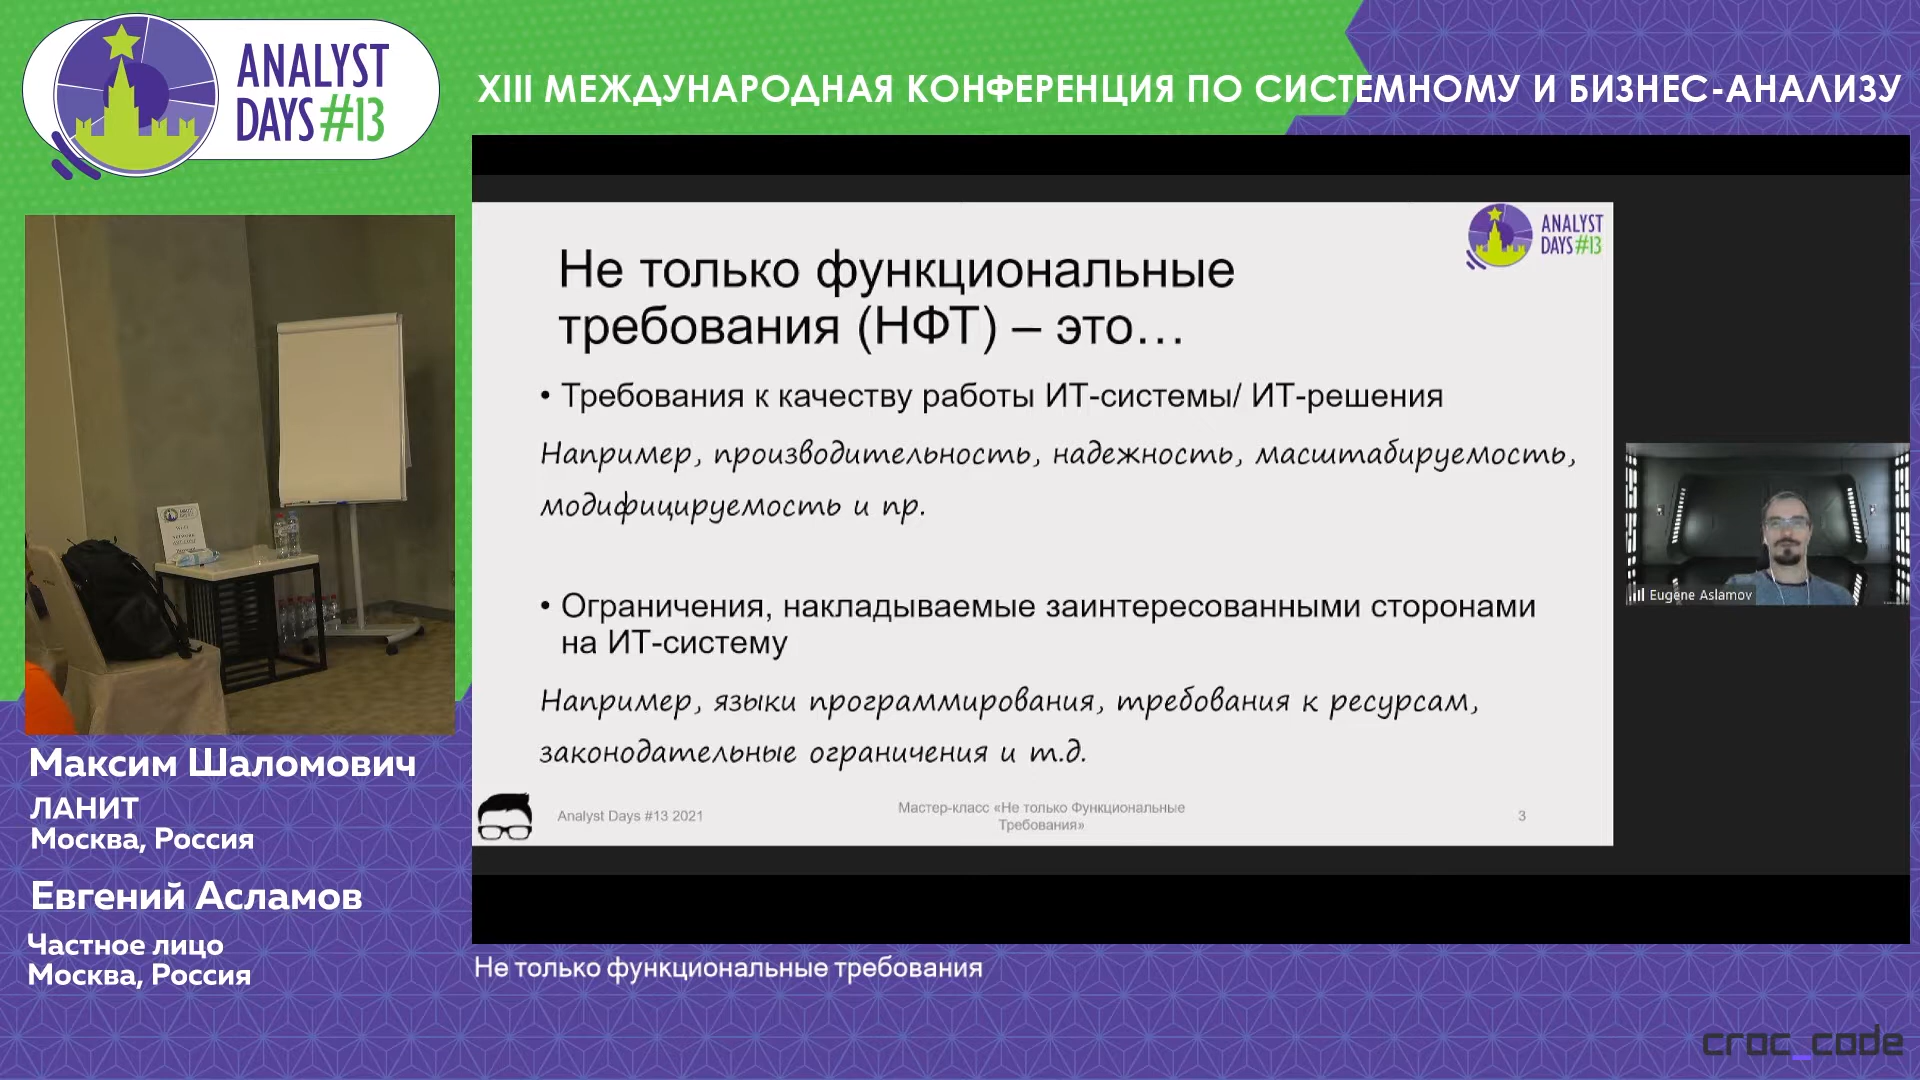 ANALYST
DAYS #13
XIII МЕЖДУНАРОДНАЯ КОНФЕРЕНЦИЯ ПО СИСТЕМНОМУ И БИЗНЕС-АНАЛИЗУ
ANALYST
DAYS #13
Не только функциональные
требования (НФТ) – это...
• Требования к качеству работы ИТ-системы/ ИТ-решения
Например, производительность, надежность, масштабируемость,
модифицируемость и пр.
• Ограничения, накладываемые заинтересованными сторонами
на ИТ-систему
Например, языки программирования, требования к ресурсам,
законодательные ограничения и т.д.
Analyst Days #13 2021
Мастер-класс «Не только Функциональные
Требования»
3
Eugene Aslamov
Максим Шаломович
ЛАНИТ
Москва, Россия
Евгений Асламов
Частное лицо
Москва, Россия
Не только функциональные требования
croc_code